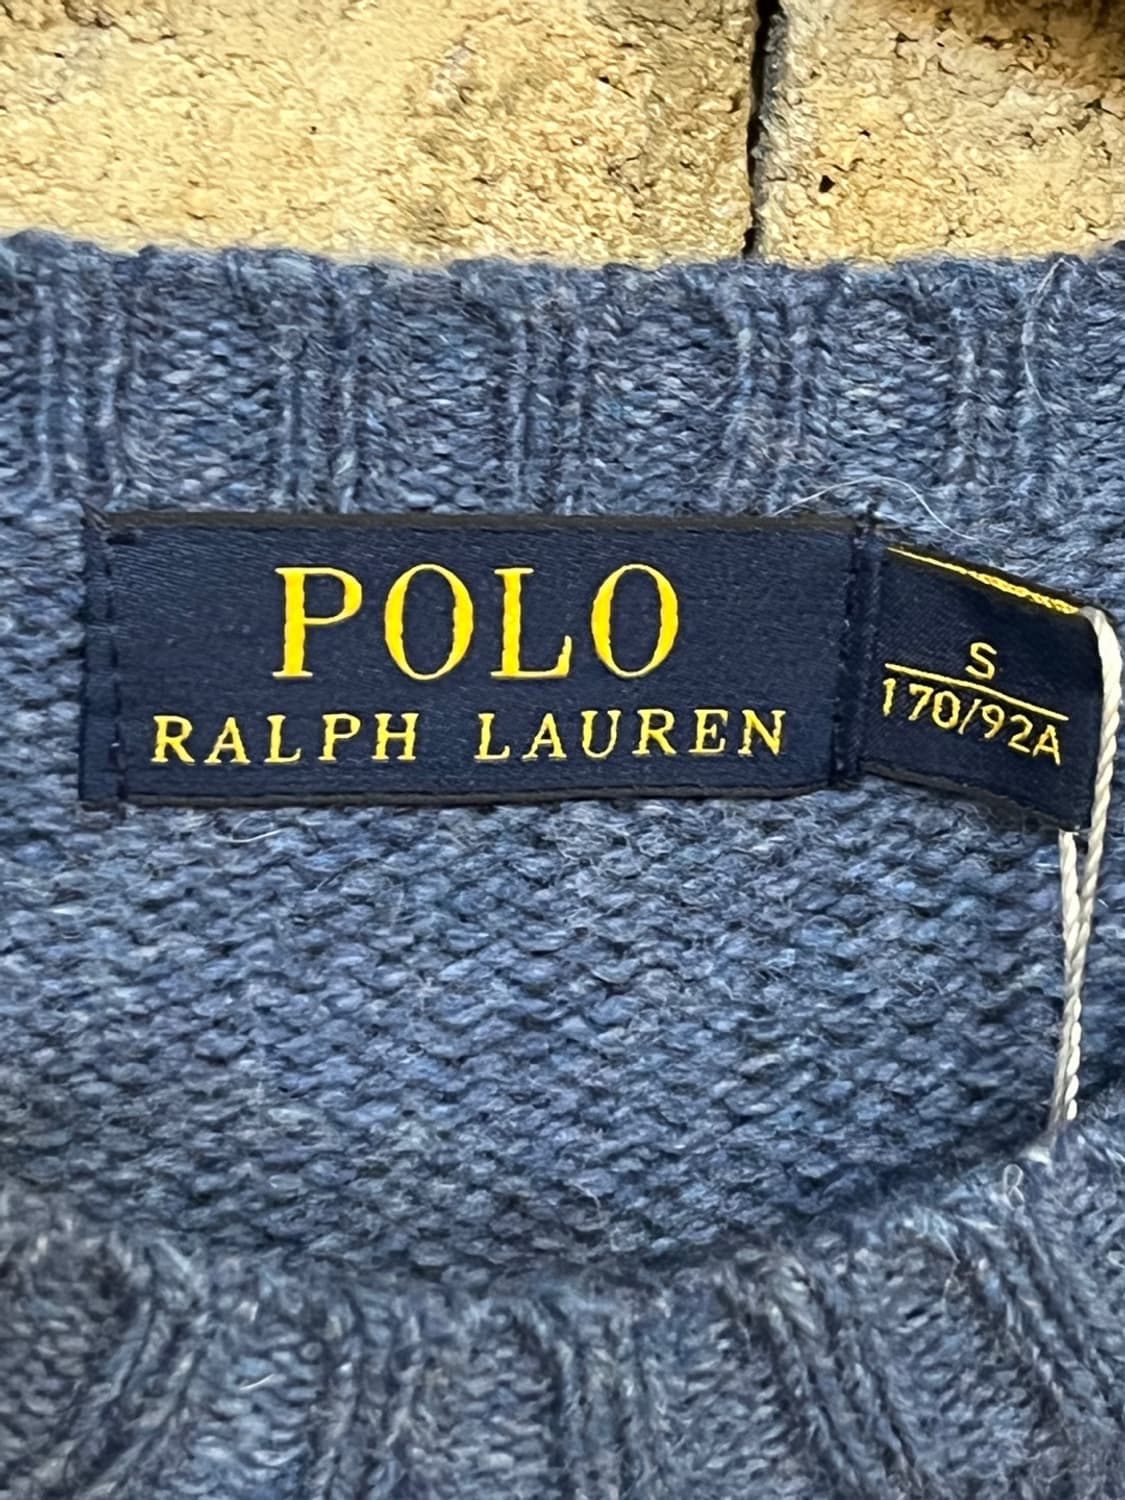 POLO
RALPH LAUREN
S
170/92A